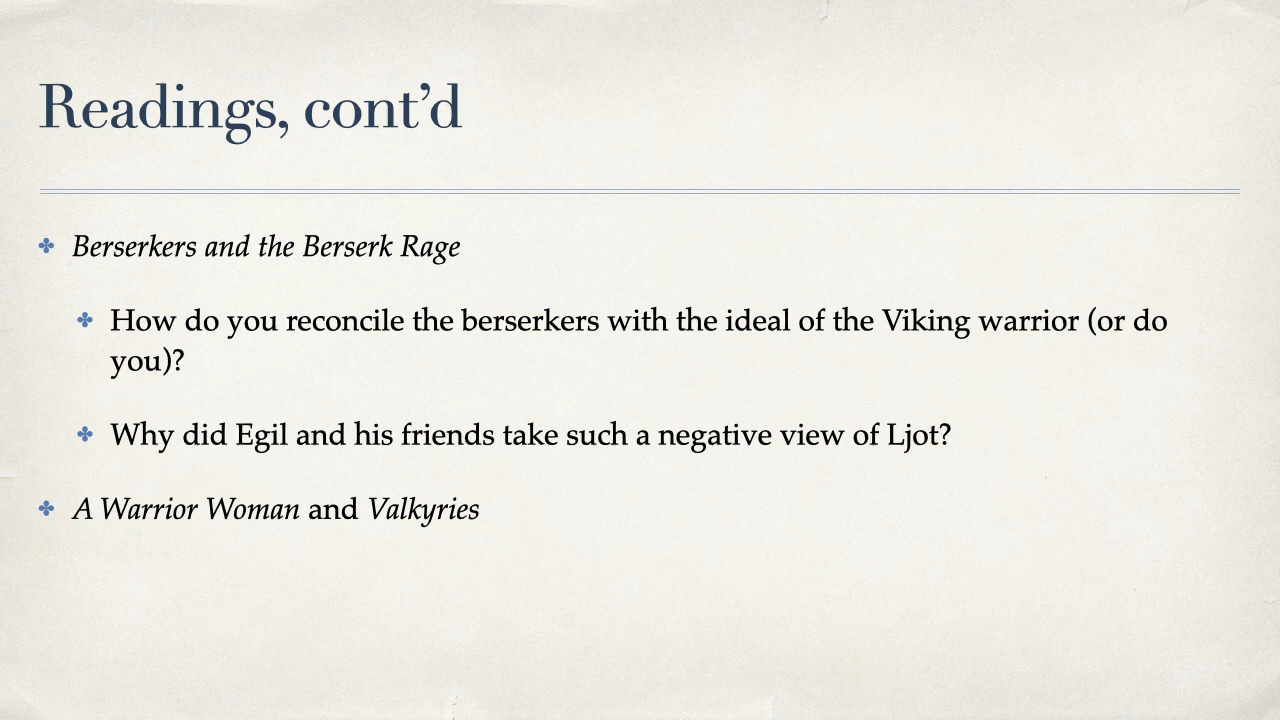 Readings, cont’d
Berserkers and the Berserk Rage
How do you reconcile the berserkers with the ideal of the Viking warrior (or do
you)?
Why did Egil and his friends take such a negative view of Ljot?
A Warrior Woman and Valkyries